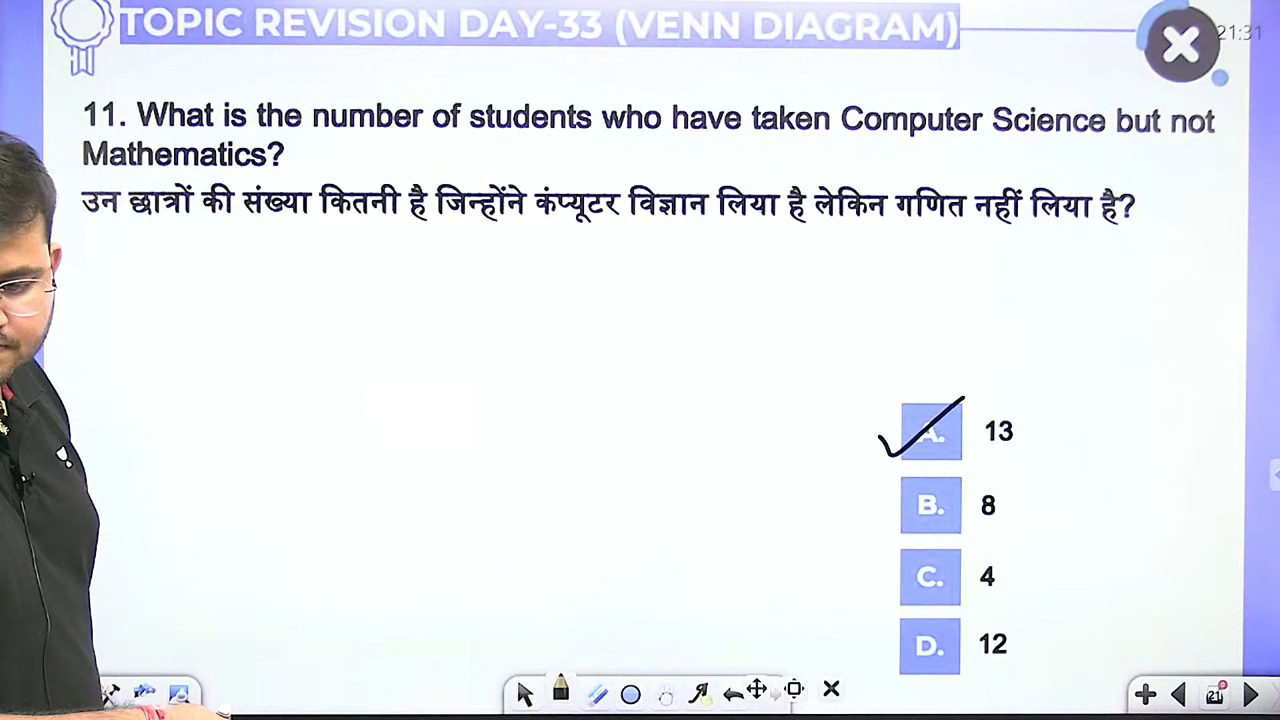 TOPIC REVISION DAY-33 (VENN DIAGRAM)
21:31
11. What is the number of students who have taken Computer Science but not
Mathematics?
उन छात्रों की संख्या कितनी है जिन्होंने कंप्यूटर विज्ञान लिया है लेकिन गणित नहीं लिया है?
A. 13
B. 8
C. 4
D. 12
21